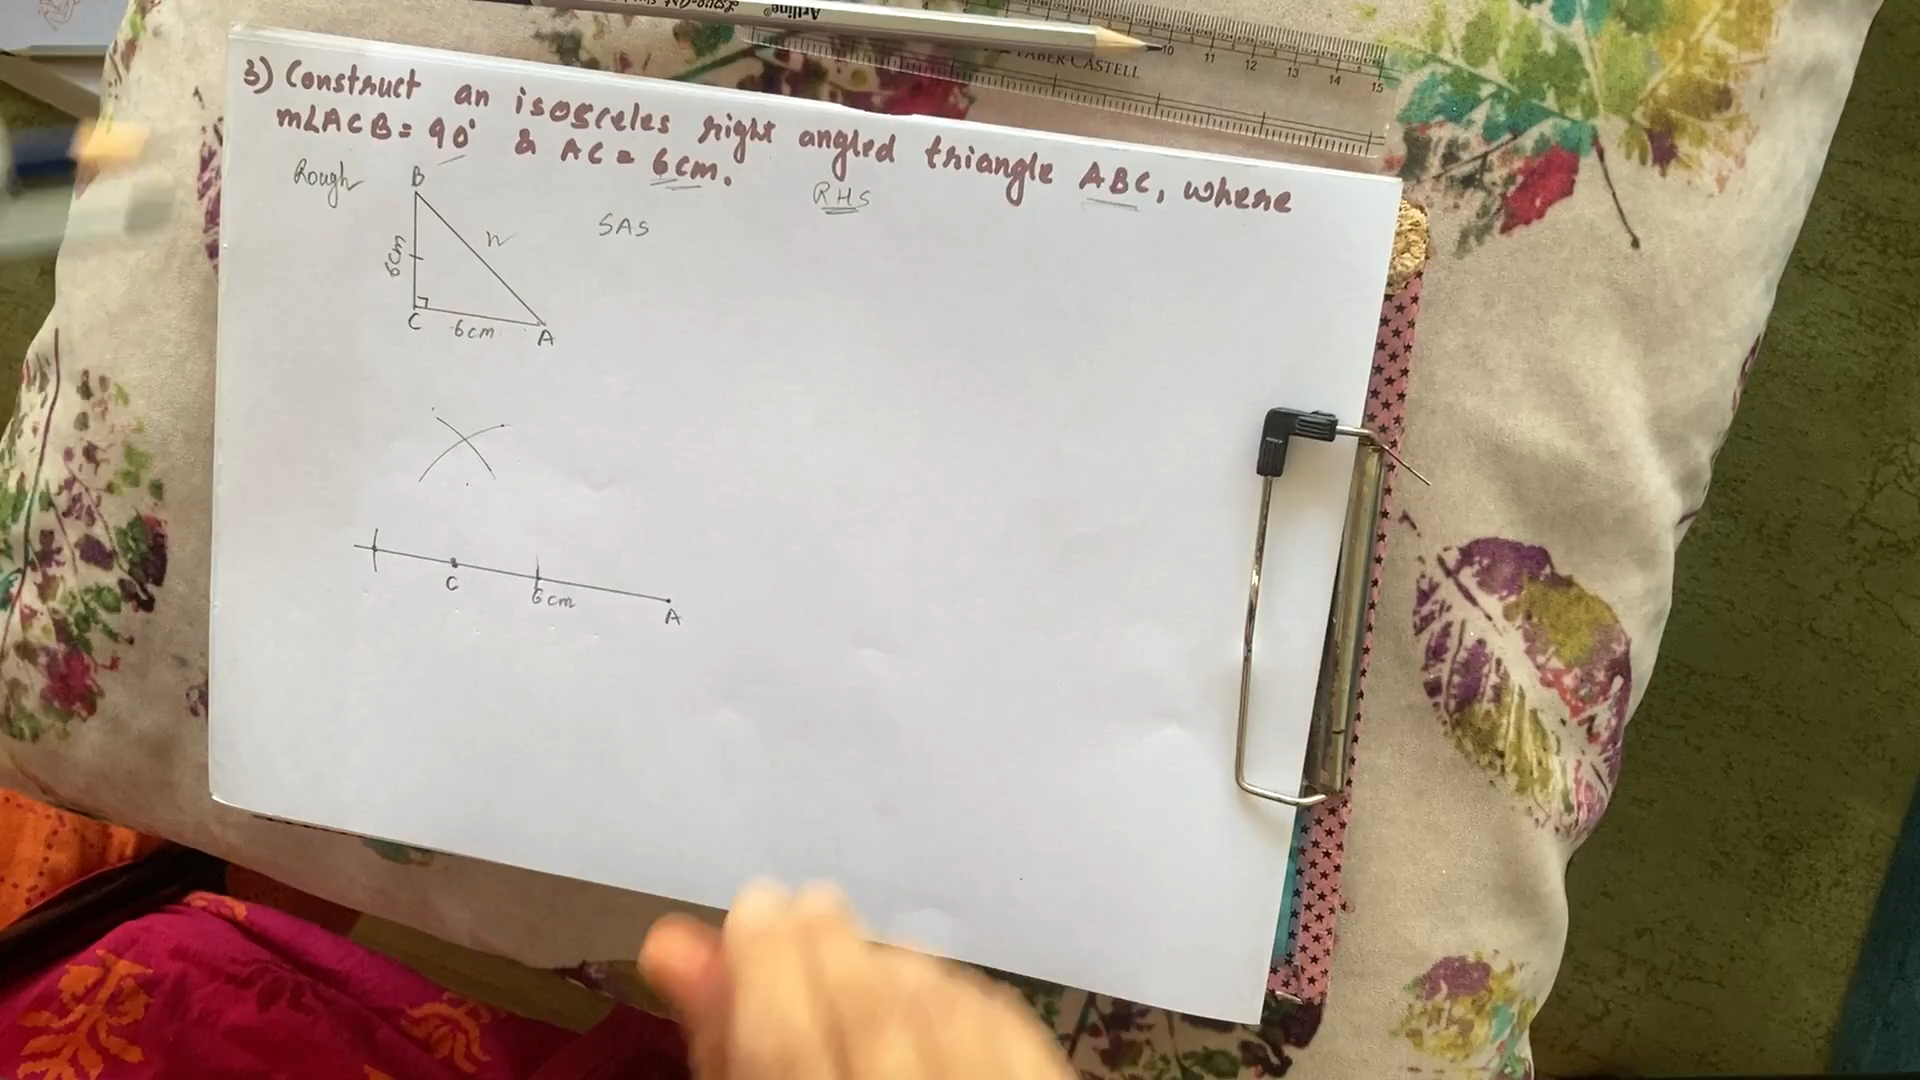 3) Construct an isosceles right angled triangle ABC, where
m∠ACB = 90° & AC = 6cm.
Rough
B
RHS
SAS
6cm
C
6cm
A
C
6cm
A
Artline
FABER CASTELL
10 11 12 13 14 15